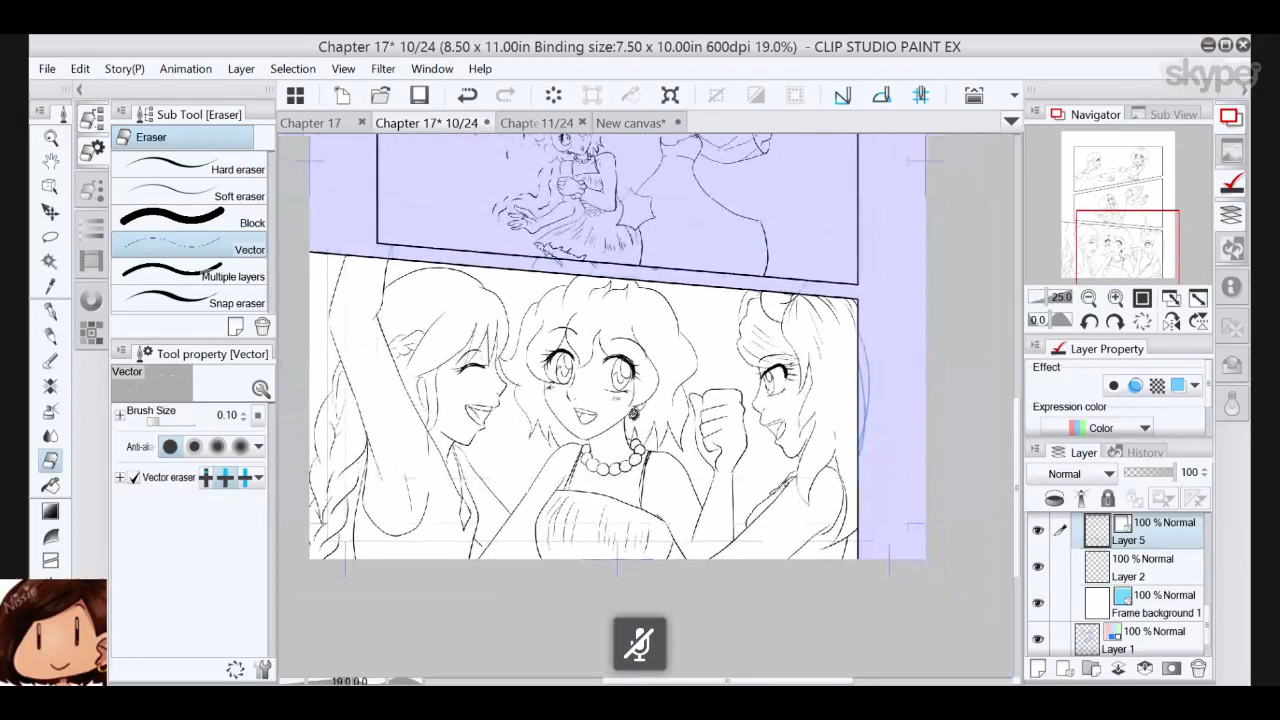 Chapter 17* 10/24 (8.50 x 11.00in Binding size:7.50 x 10.00in 600dpi 19.0%) - CLIP STUDIO PAINT EX
File Edit Story(P) Animation Layer Selection View Filter Window Help
skype
Sub Tool [Eraser]
Eraser
Hard eraser
Soft eraser
Block
Vector
Multiple layers
Snap eraser
Tool property [Vector]
Vector
Brush Size 0.10
Anti-alia
Vector eraser
Chapter 17 Chapter 17* 10/24 Chapte 11/24 New canvas*
Navigator Sub View
25.0
0.0
Layer Property
Effect
Expression color
Color
Layer History
Normal 100
100 % Normal
Layer 5
100 % Normal
Layer 2
100 % Normal
Frame background 1
100 % Normal
Layer 1
Nissie